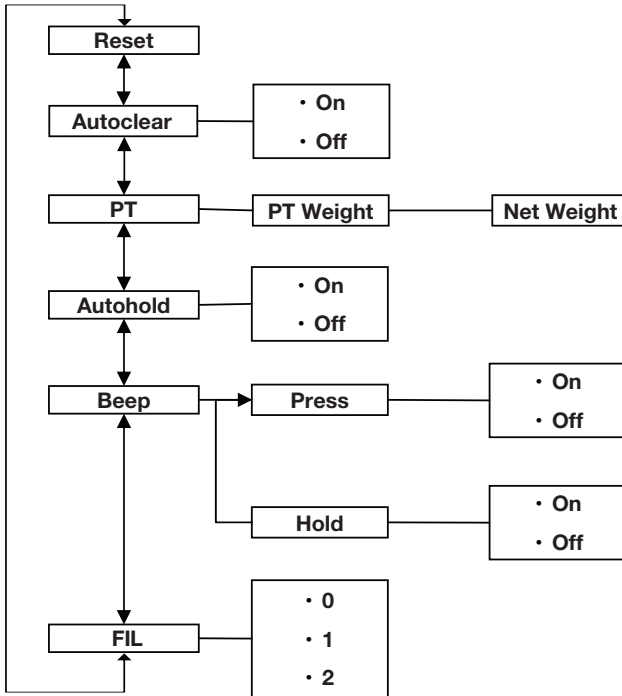 Reset
Autoclear
· On
· Off
PT
PT Weight
Net Weight
Autohold
· On
· Off
Beep
Press
· On
· Off
Hold
· On
· Off
FIL
· 0
· 1
· 2